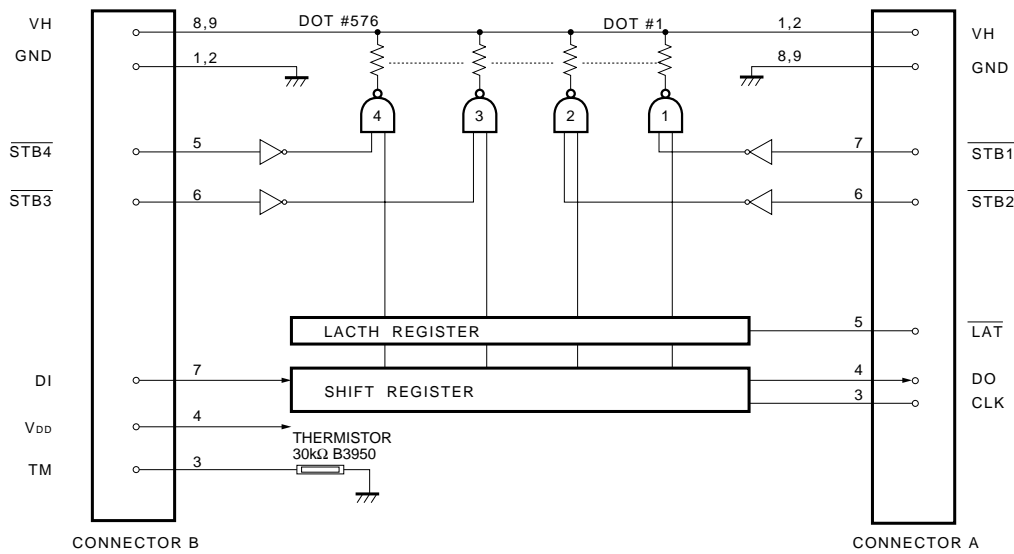 VH 8,9 DOT #576 DOT #1 1,2 VH
GND 1,2 8,9 GND
4 3 2 1
STB4 5 7 STB1
STB3 6 6 STB2
LACTH REGISTER 5 LAT
DI 7 SHIFT REGISTER 4 DO
3 CLK
VDD 4
THERMISTOR
30kΩ B3950
TM 3
CONNECTOR B CONNECTOR A